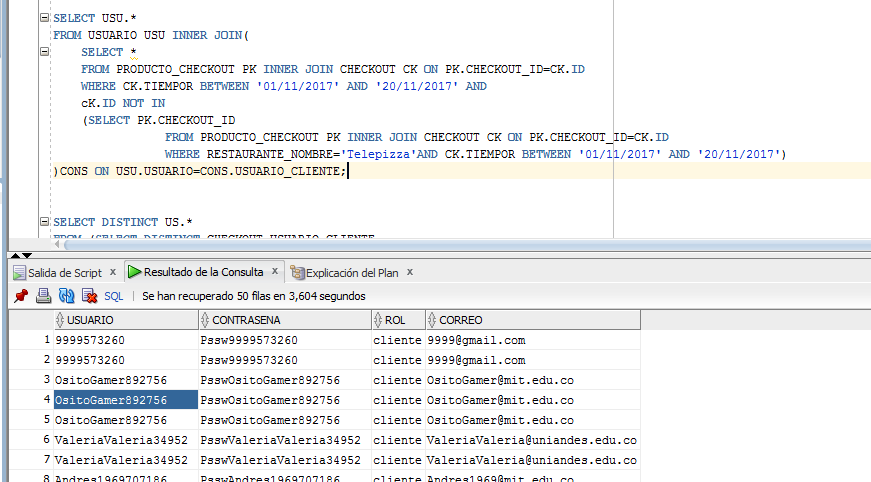 SELECT USU.*
FROM USUARIO USU INNER JOIN(
SELECT *
FROM PRODUCTO_CHECKOUT PK INNER JOIN CHECKOUT CK ON PK.CHECKOUT_ID=CK.ID
WHERE CK.TIEMPOR BETWEEN '01/11/2017' AND '20/11/2017' AND
cK.ID NOT IN
(SELECT PK.CHECKOUT_ID
FROM PRODUCTO_CHECKOUT PK INNER JOIN CHECKOUT CK ON PK.CHECKOUT_ID=CK.ID
WHERE RESTAURANTE_NOMBRE='Telepizza'AND CK.TIEMPOR BETWEEN '01/11/2017' AND '20/11/2017')
)CONS ON USU.USUARIO=CONS.USUARIO_CLIENTE;
SELECT DISTINCT US.*
FROM (SELECT DISTINCT CHECKOUT.USUARIO_CLIENTE
Salida de Script x Resultado de la Consulta x Explicación del Plan x
SQL | Se han recuperado 50 filas en 3,604 segundos
USUARIO CONTRASENA ROL CORREO
1 9999573260 Pssw9999573260 cliente 9999@gmail.com
2 9999573260 Pssw9999573260 cliente 9999@gmail.com
3 OsitoGamer892756 PsswOsitoGamer892756 cliente OsitoGamer@mit.edu.co
4 OsitoGamer892756 PsswOsitoGamer892756 cliente OsitoGamer@mit.edu.co
5 OsitoGamer892756 PsswOsitoGamer892756 cliente OsitoGamer@mit.edu.co
6 ValeriaValeria34952 PsswValeriaValeria34952 cliente ValeriaValeria@uniandes.edu.co
7 ValeriaValeria34952 PsswValeriaValeria34952 cliente ValeriaValeria@uniandes.edu.co
8 Andres1969707186 PsswAndres1969707186 cliente Andres1969@mit.edu.co